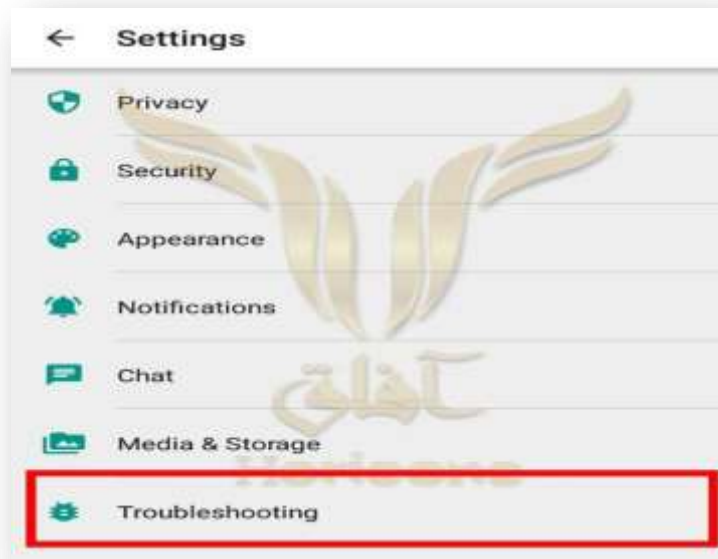 Settings
Privacy
Security
Appearance
Notifications
Chat
آفاق
Media & Storage
Horizons
Troubleshooting